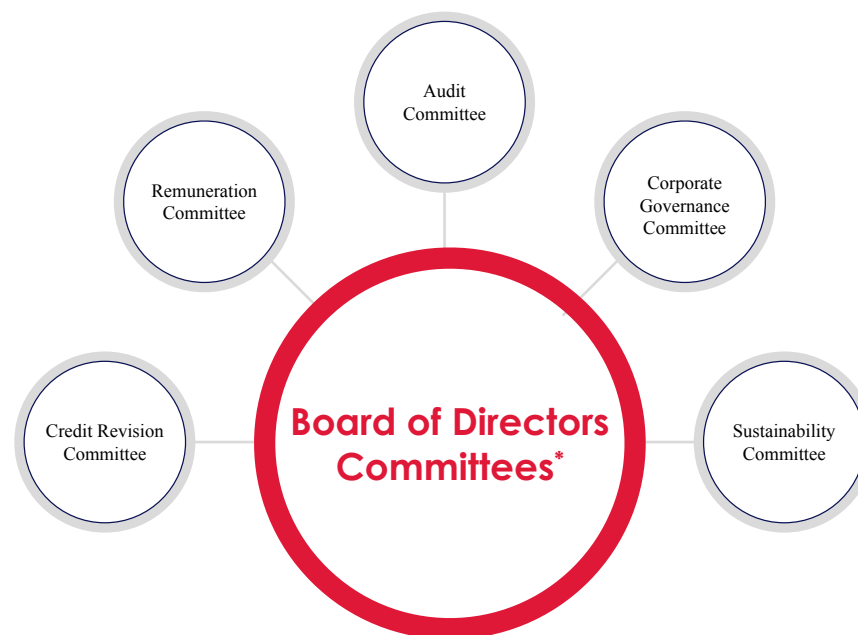 Audit
Committee
Remuneration
Committee
Corporate
Governance
Committee
Credit Revision
Committee
Board of Directors
Committees*
Sustainability
Committee